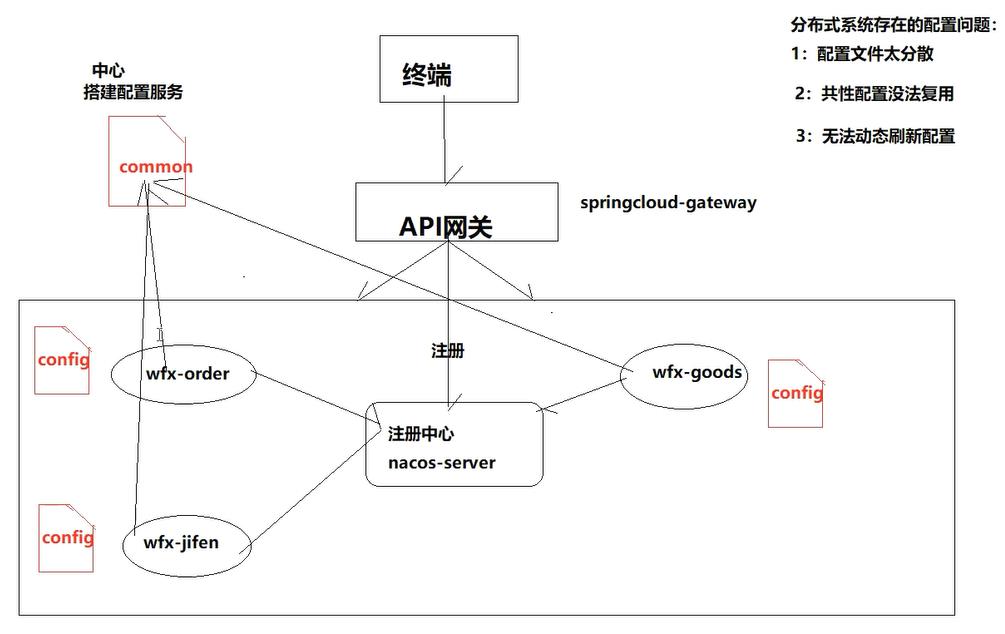 分布式系统存在的配置问题：
1：配置文件太分散
2：共性配置没法复用
3：无法动态刷新配置
中心
搭建配置服务
终端
common
API网关
springcloud-gateway
注册
config
wfx-order
wfx-goods
config
注册中心
nacos-server
config
wfx-jifen